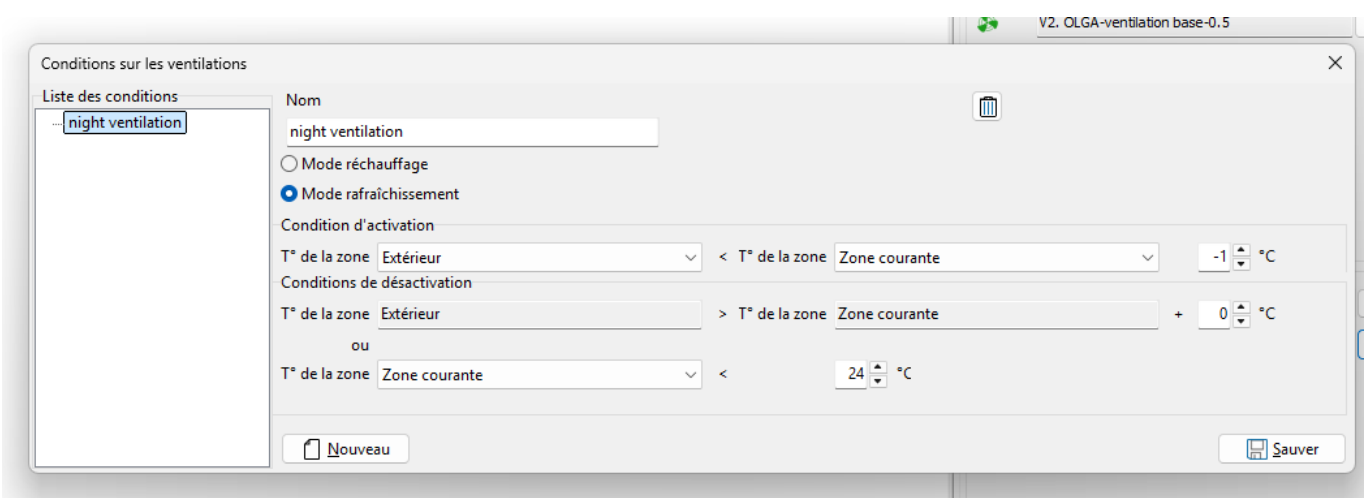 V2. OLGA-ventilation base-0.5
Conditions sur les ventilations
Liste des conditions
night ventilation
Nom
night ventilation
Mode réchauffage
Mode rafraîchissement
Condition d'activation
T° de la zone Extérieur < T° de la zone Zone courante -1 °C
Conditions de désactivation
T° de la zone Extérieur > T° de la zone Zone courante + 0 °C
ou
T° de la zone Zone courante < 24 °C
Nouveau Sauver